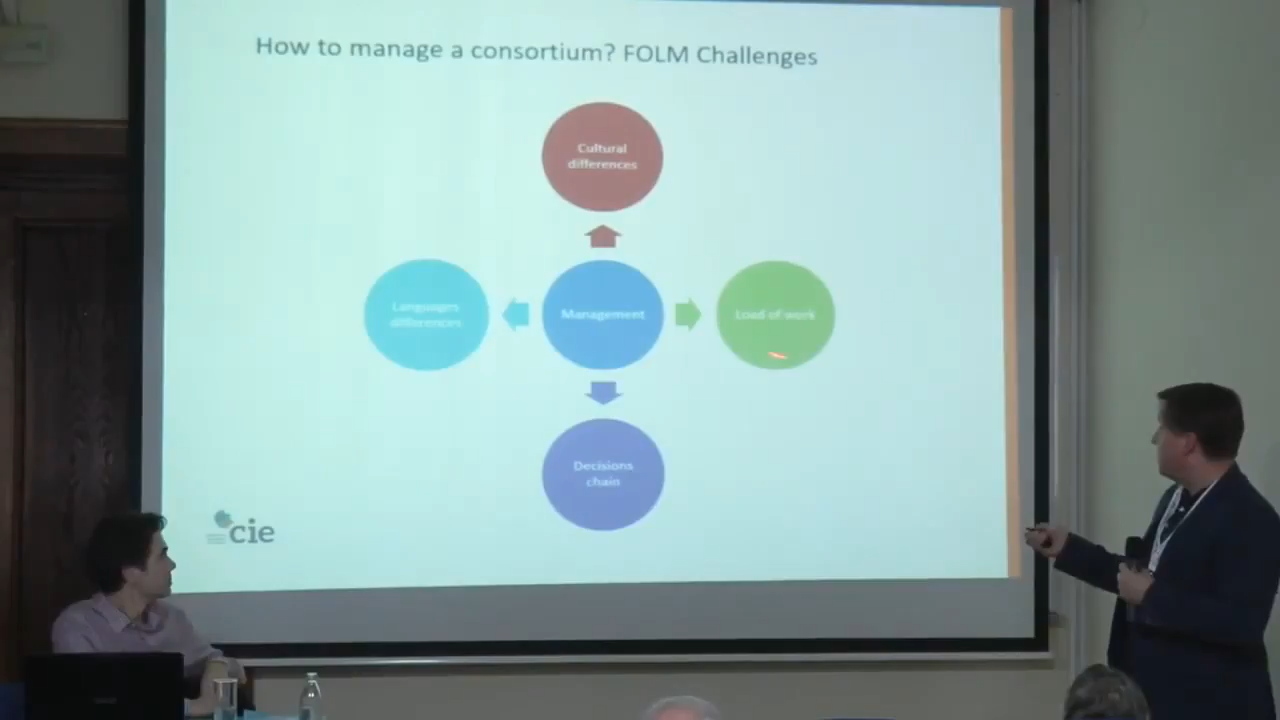 How to manage a consortium? FOLM Challenges
Cultural
differences
Languages
differences
Management
Load of work
Decisions
chain
cie